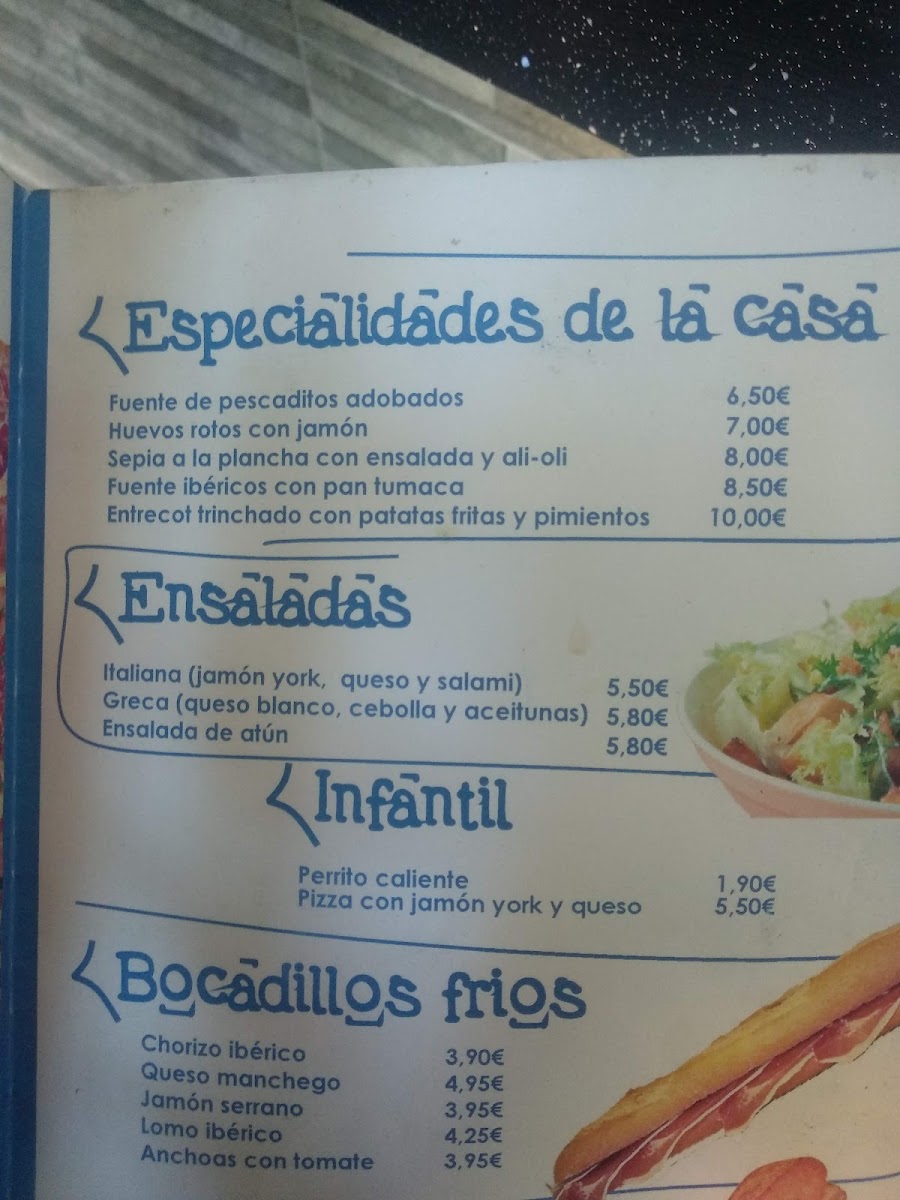 Especialidades de la casa
Fuente de pescaditos adobados 6,50€
Huevos rotos con jamón 7,00€
Sepia a la plancha con ensalada y ali-oli 8,00€
Fuente ibéricos con pan tumaca 8,50€
Entrecot trinchado con patatas fritas y pimientos 10,00€
Ensaladas
Italiana (jamón york, queso y salami) 5,50€
Greca (queso blanco, cebolla y aceitunas) 5,80€
Ensalada de atún 5,80€
Infantil
Perrito caliente 1,90€
Pizza con jamón york y queso 5,50€
Bocadillos frios
Chorizo ibérico 3,90€
Queso manchego 4,95€
Jamón serrano 3,95€
Lomo ibérico 4,25€
Anchoas con tomate 3,95€